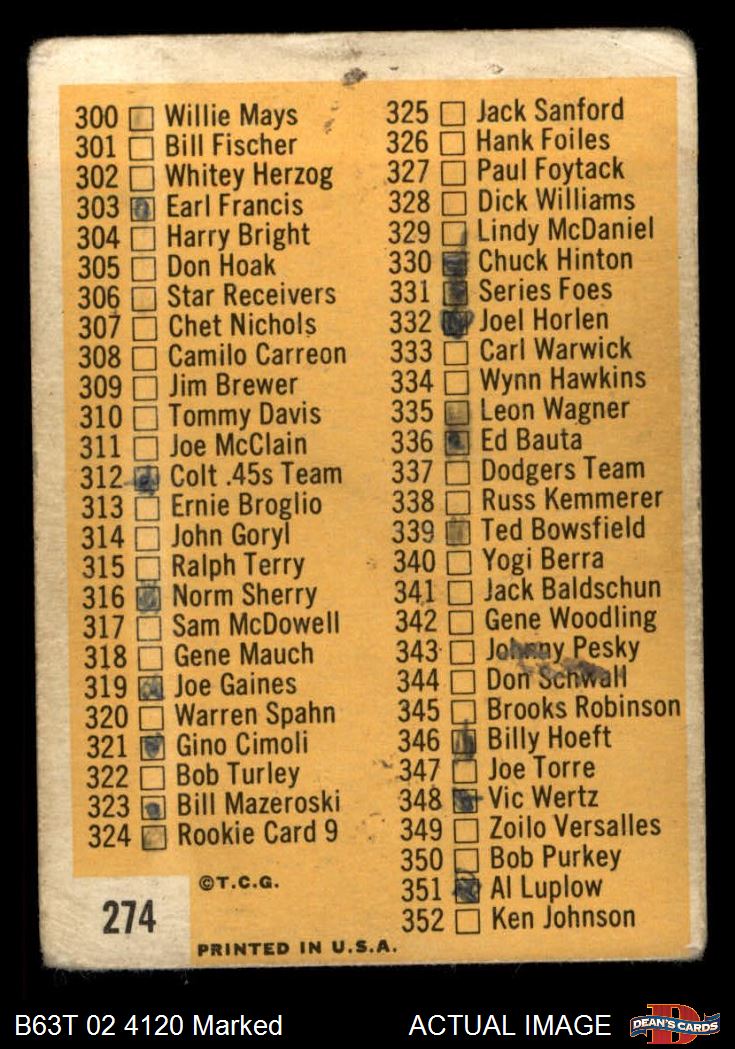 300 Willie Mays
301 Bill Fischer
302 Whitey Herzog
303 Earl Francis
304 Harry Bright
305 Don Hoak
306 Star Receivers
307 Chet Nichols
308 Camilo Carreon
309 Jim Brewer
310 Tommy Davis
311 Joe McClain
312 Colt .45s Team
313 Ernie Broglio
314 John Goryl
315 Ralph Terry
316 Norm Sherry
317 Sam McDowell
318 Gene Mauch
319 Joe Gaines
320 Warren Spahn
321 Gino Cimoli
322 Bob Turley
323 Bill Mazeroski
324 Rookie Card 9
325 Jack Sanford
326 Hank Foiles
327 Paul Foytack
328 Dick Williams
329 Lindy McDaniel
330 Chuck Hinton
331 Series Foes
332 Joel Horlen
333 Carl Warwick
334 Wynn Hawkins
335 Leon Wagner
336 Ed Bauta
337 Dodgers Team
338 Russ Kemmerer
339 Ted Bowsfield
340 Yogi Berra
341 Jack Baldschun
342 Gene Woodling
343 Johnny Pesky
344 Don Schwall
345 Brooks Robinson
346 Billy Hoeft
347 Joe Torre
348 Vic Wertz
349 Zoilo Versalles
350 Bob Purkey
351 Al Luplow
352 Ken Johnson
©T.C.G.
274
PRINTED IN U.S.A.
B63T 02 4120 Marked
ACTUAL IMAGE
DEAN'S CARDS